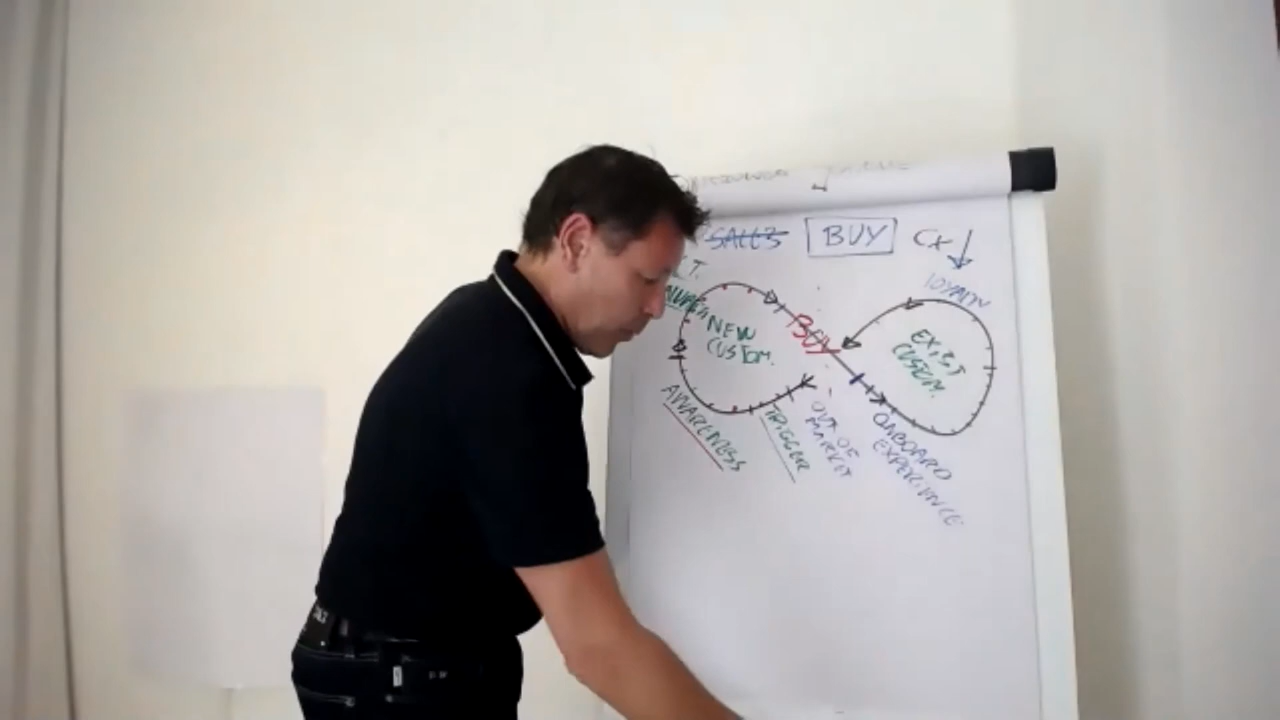 SALES BUY CX
LOYALTY
NEW
CUSTOM.
BUY
EXIST
CUSTOM.
AWARENESS
TRIGGER
OUT OF
MARKET
ONBOARD
EXPERIENCE